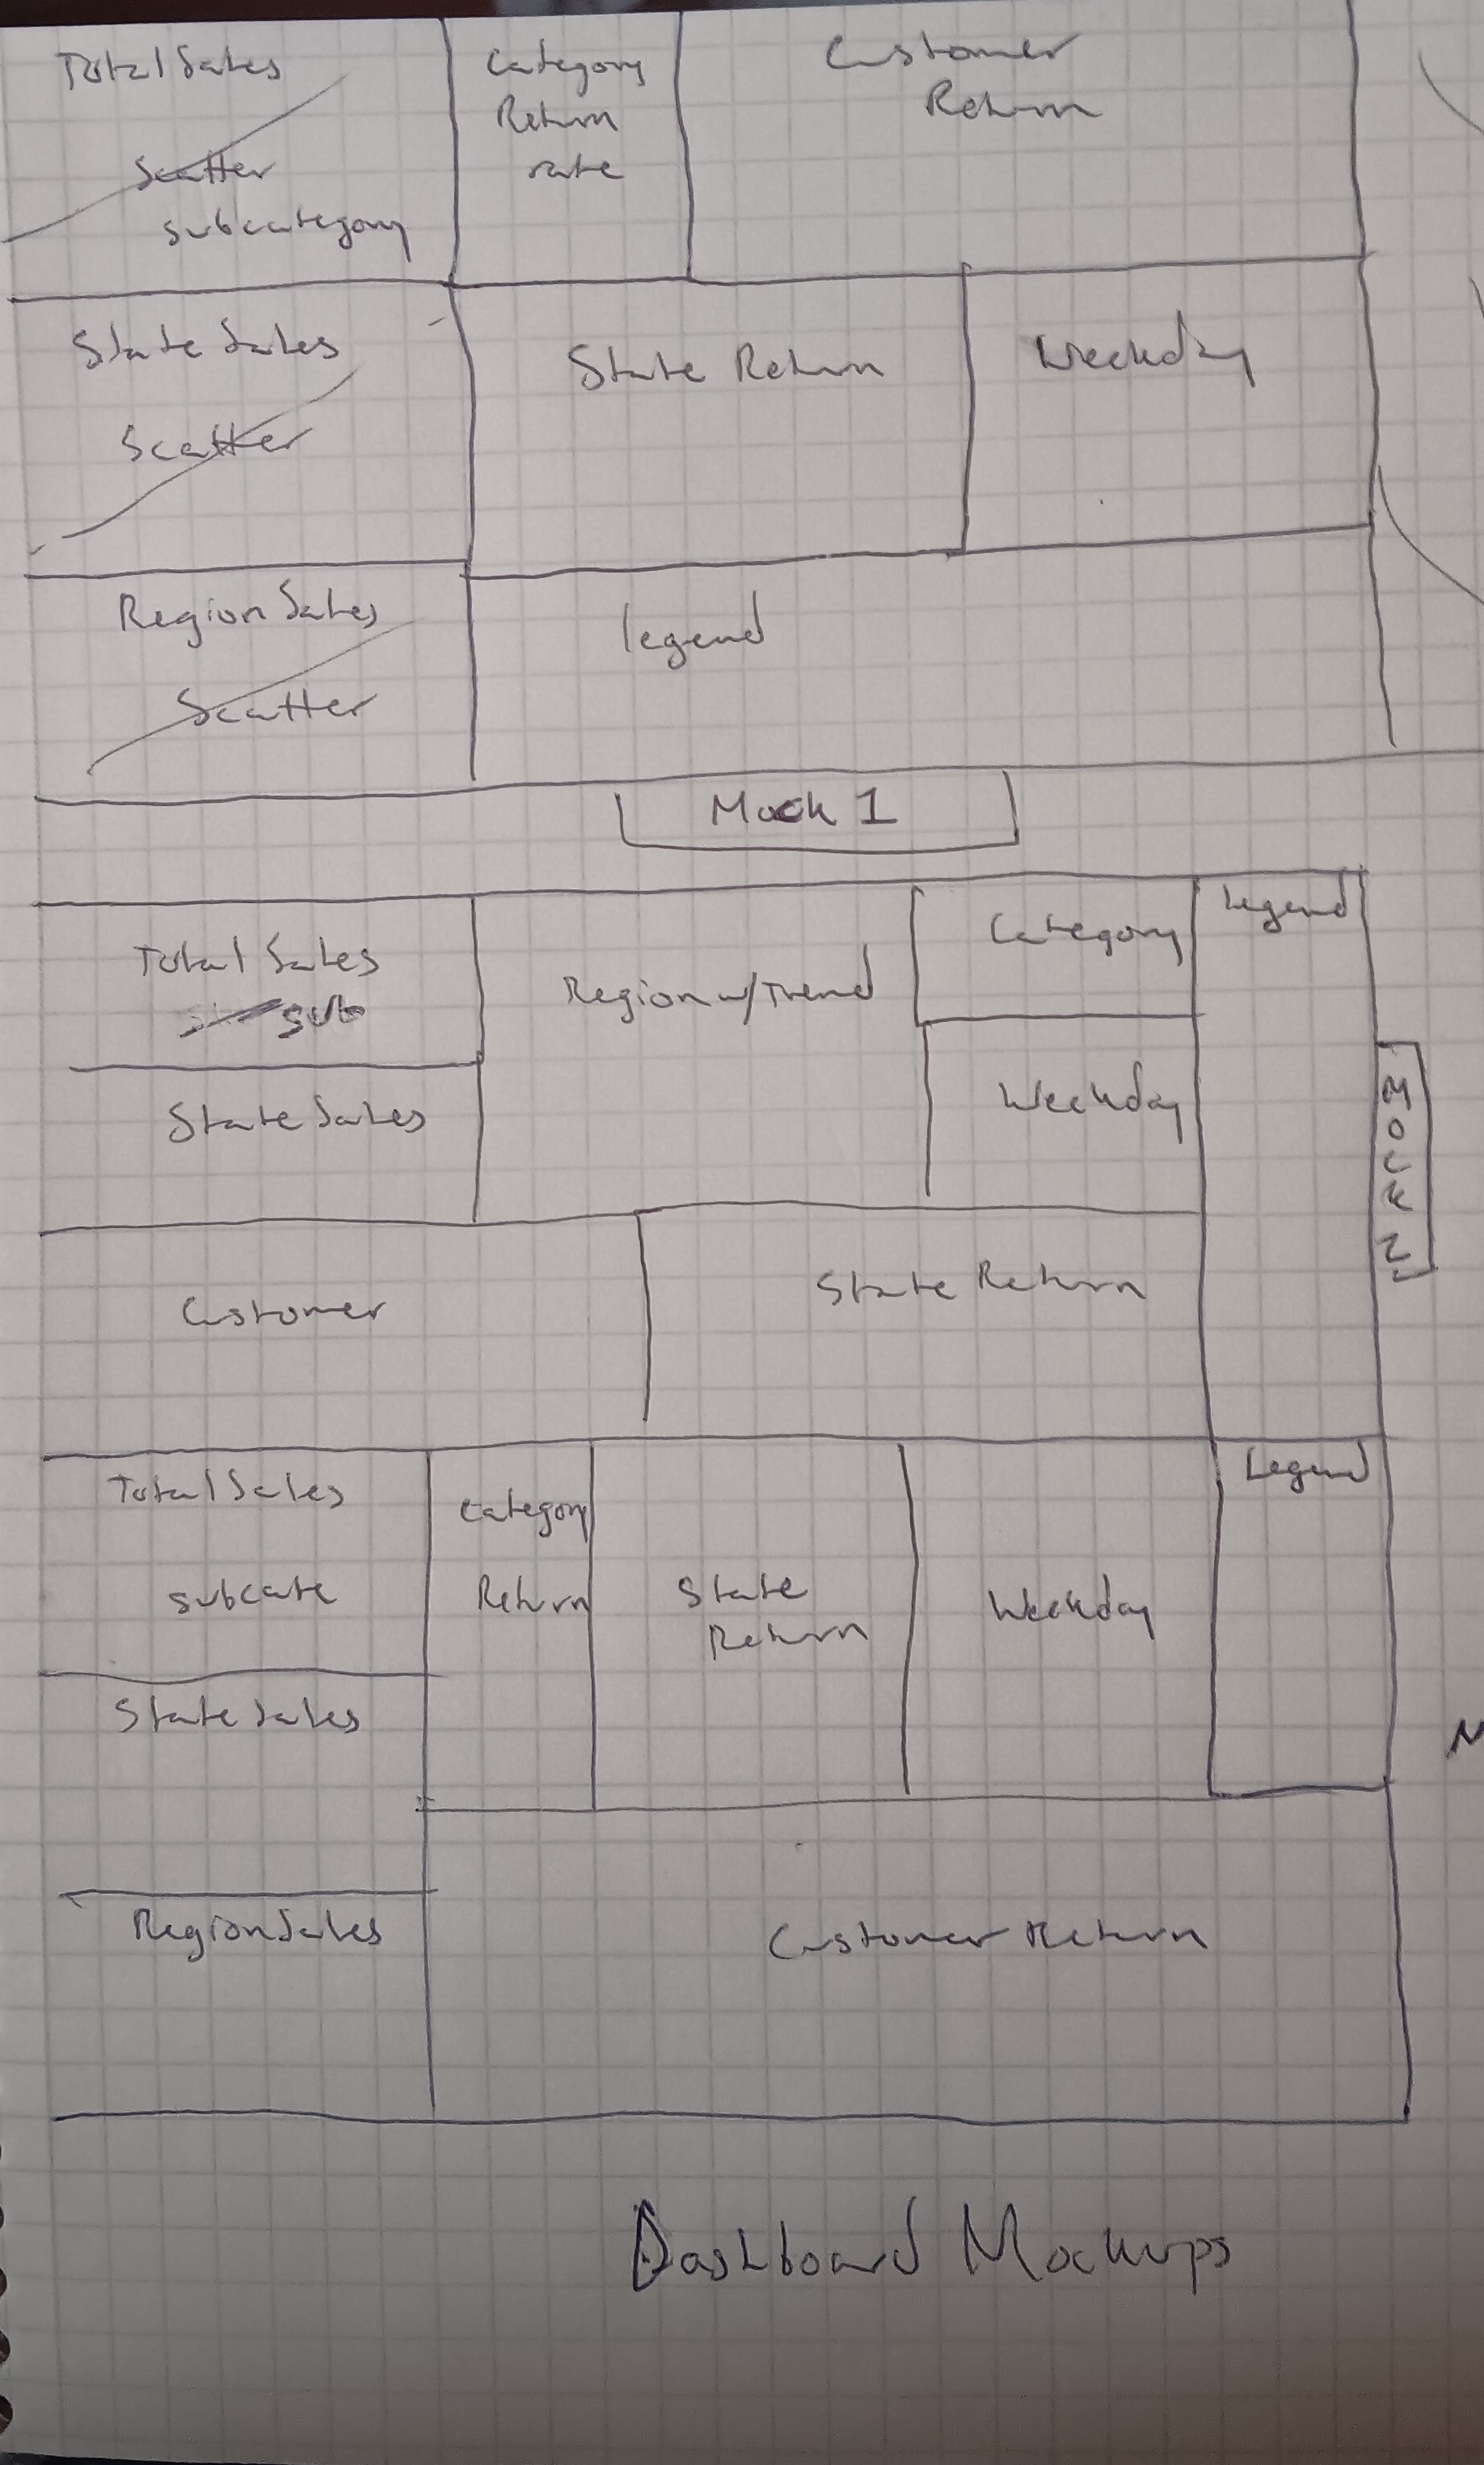 Total Sales
Scatter
subcategory
Category
Return
rate
Customer
Return
State Sales
Scatter
State Return
Weekday
Region Sales
Scatter
legend
Mock 1
Total Sales
sub
State Sales
Region w/Trend
Category
Weekday
Legend
MOCK 2
Customer
State Return
Total Sales
subcate
Category
Return
State
Return
Weekday
Legend
State Sales
Region Sales
Customer Return
Dashboard Mockups